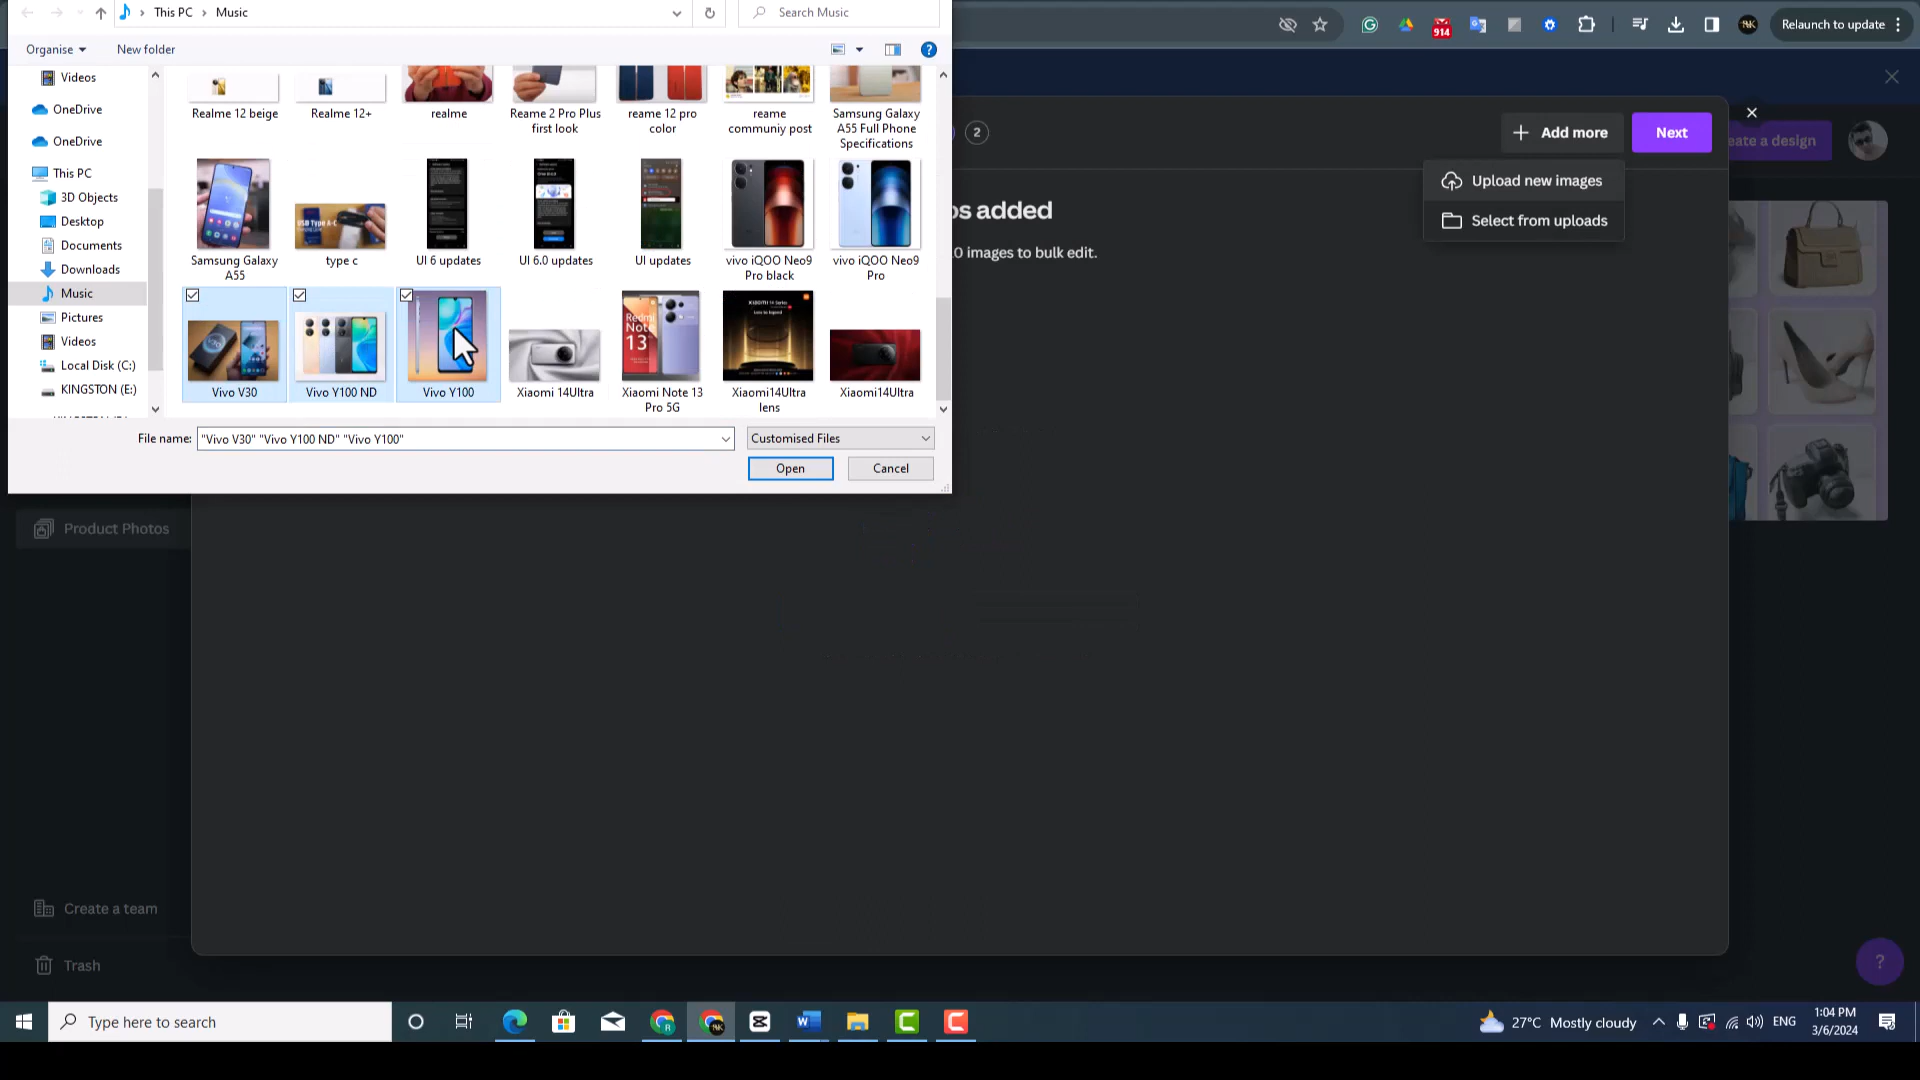 This PC › Music
Search Music
914
Relaunch to update
Organise
New folder
Videos
OneDrive
OneDrive
This PC
3D Objects
Desktop
Documents
Downloads
Music
Pictures
Videos
Local Disk (C:)
KINGSTON (E:)
Realme 12 beige
Realme 12+
realme
Reame 2 Pro Plus
first look
reame 12 pro
color
reame
communiy post
Samsung Galaxy
A55 Full Phone
Specifications
Samsung Galaxy
A55
USB Type A-C
type c
UI 6 updates
UI 6.0 updates
UI updates
vivo iQOO Neo9
Pro black
vivo iQOO Neo9
Pro
Vivo V30
Vivo Y100 ND
Vivo Y100
Xiaomi 14Ultra
Redmi
Note
13
Xiaomi Note 13
Pro 5G
Xiaomi14Ultra
lens
Xiaomi14Ultra
File name:
"Vivo V30" "Vivo Y100 ND" "Vivo Y100"
Customised Files
Open
Cancel
2
Add more
Next
eate a design
Upload new images
Select from uploads
os added
0 images to bulk edit.
Product Photos
Create a team
Trash
?
Type here to search
27°C Mostly cloudy
ENG
1:04 PM
3/6/2024